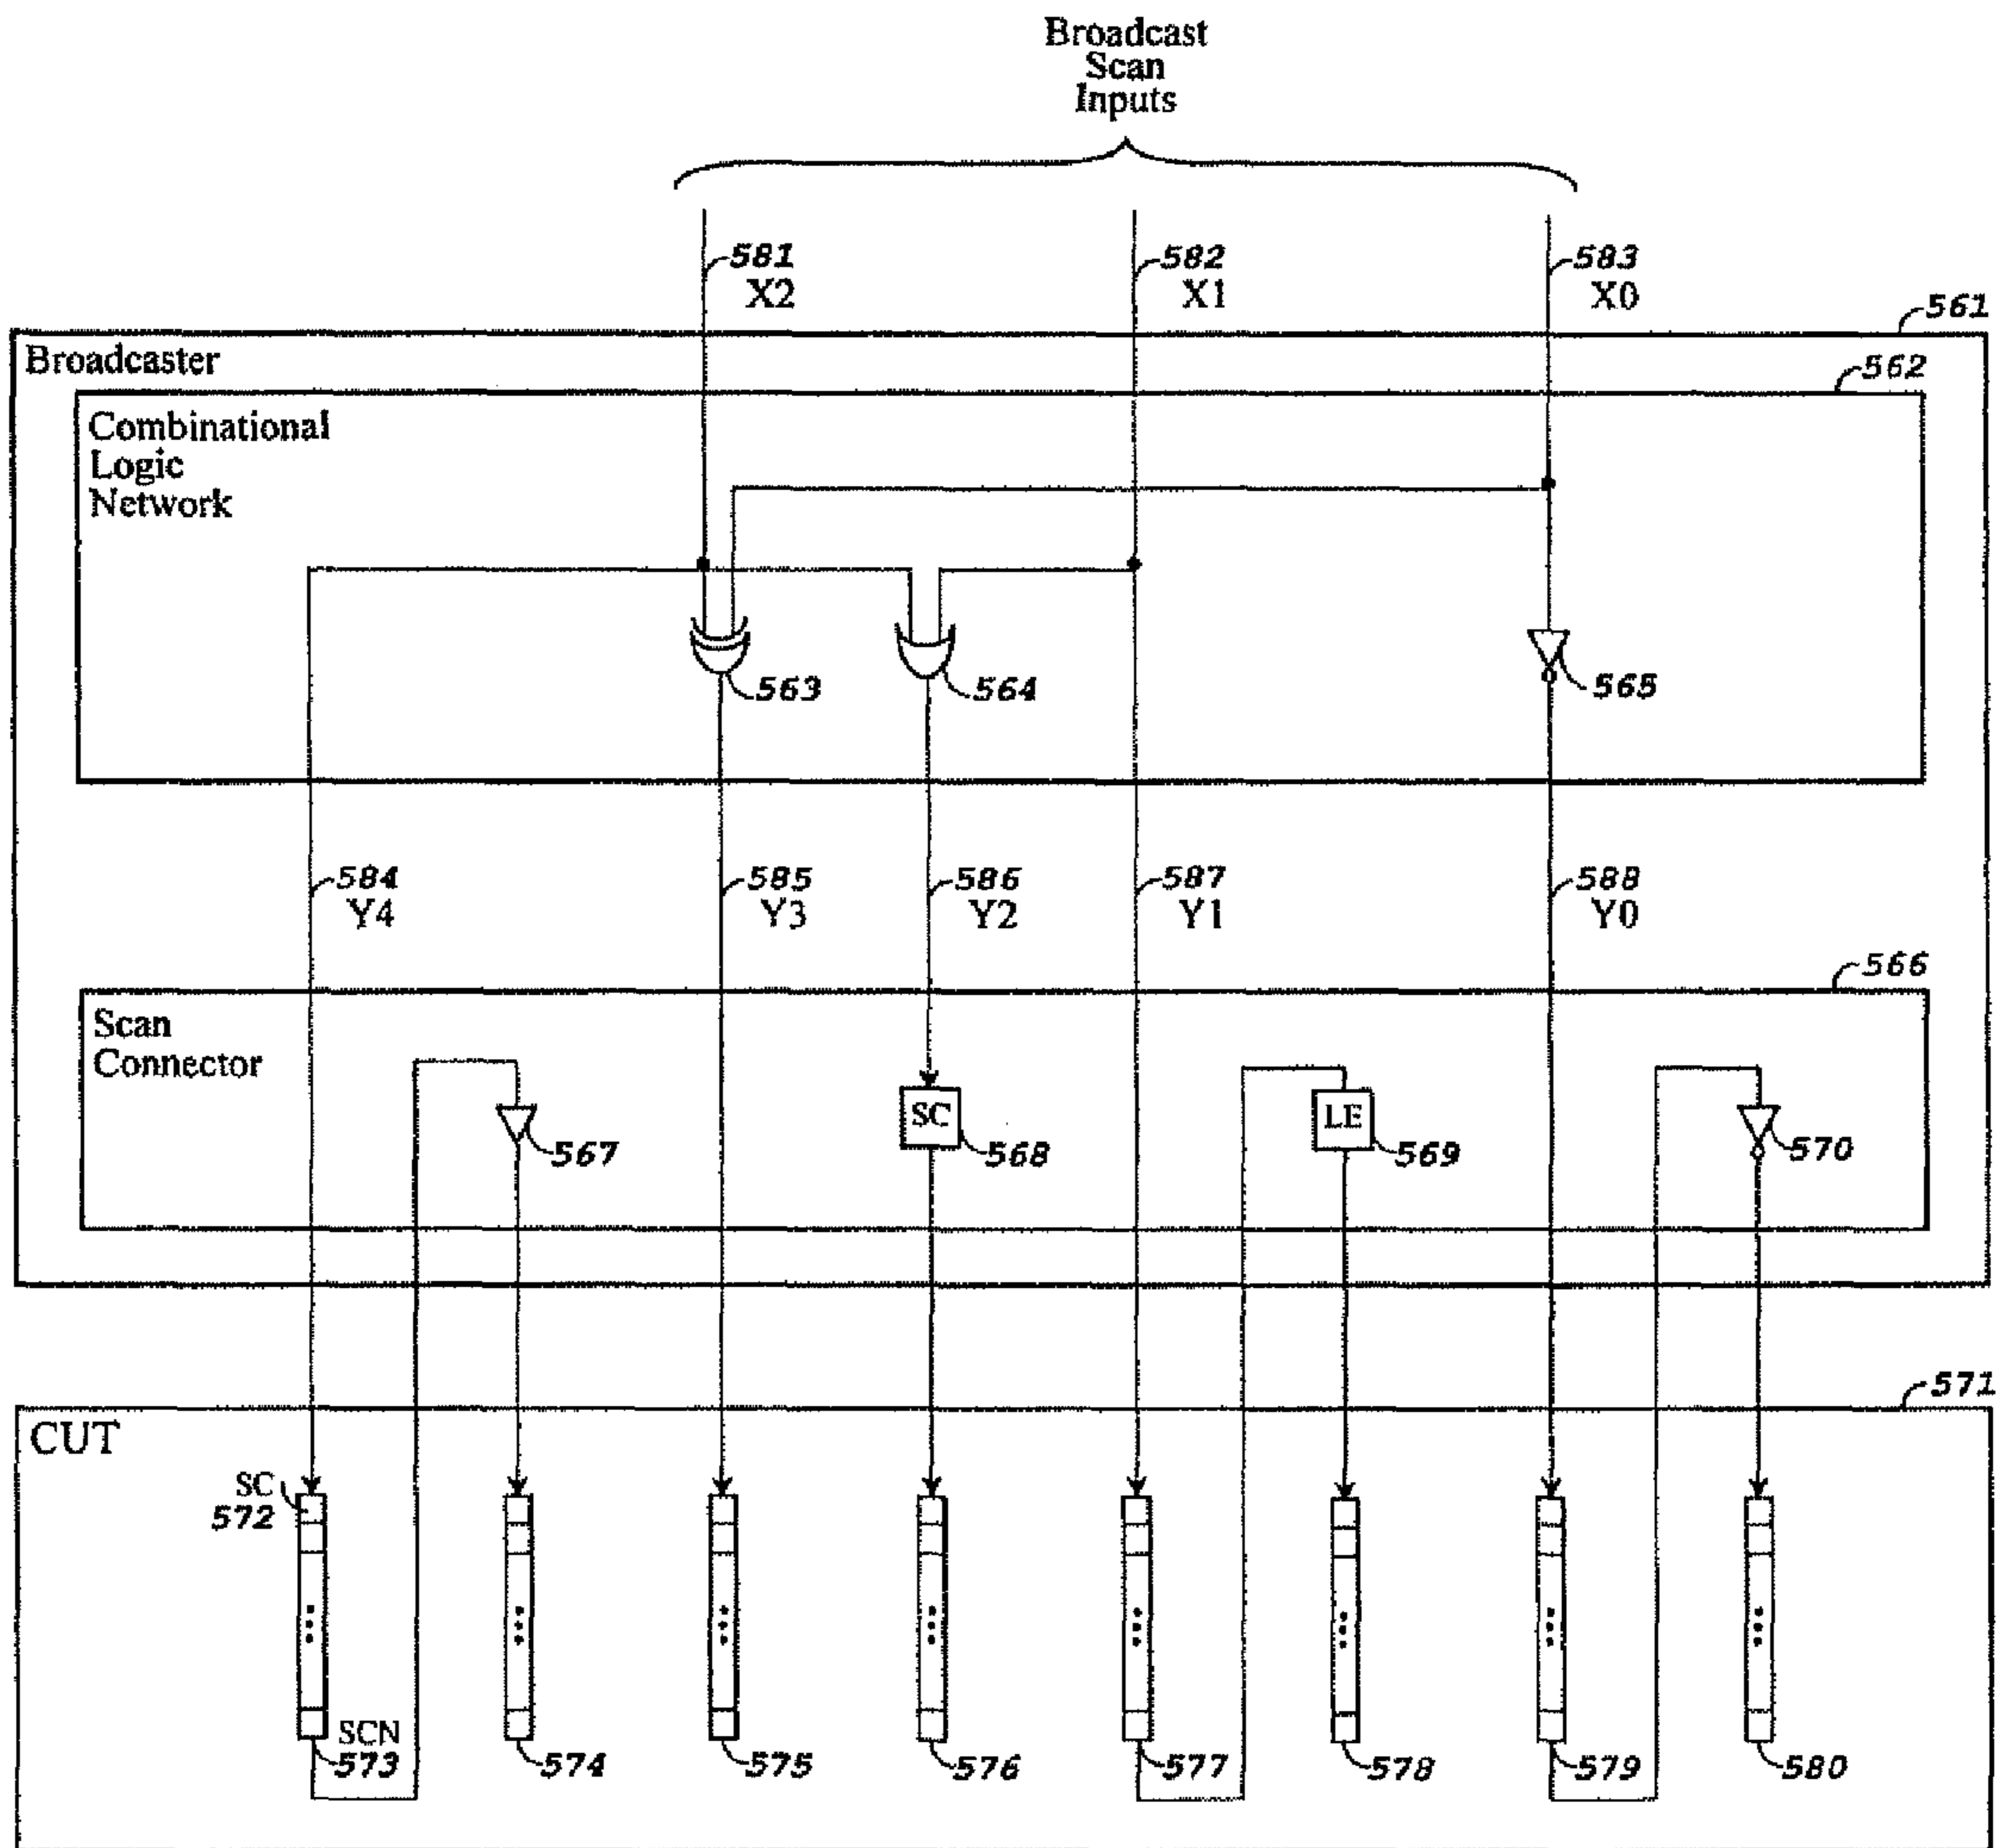 Broadcast
Scan
Inputs
581
X2
582
X1
583
X0
561
Broadcaster
562
Combinational
Logic
Network
563
564
565
584
Y4
585
Y3
586
Y2
587
Y1
588
Y0
566
Scan
Connector
567
SC
568
LE
569
570
571
CUT
SC
572
SCN
573
574
575
576
577
578
579
580